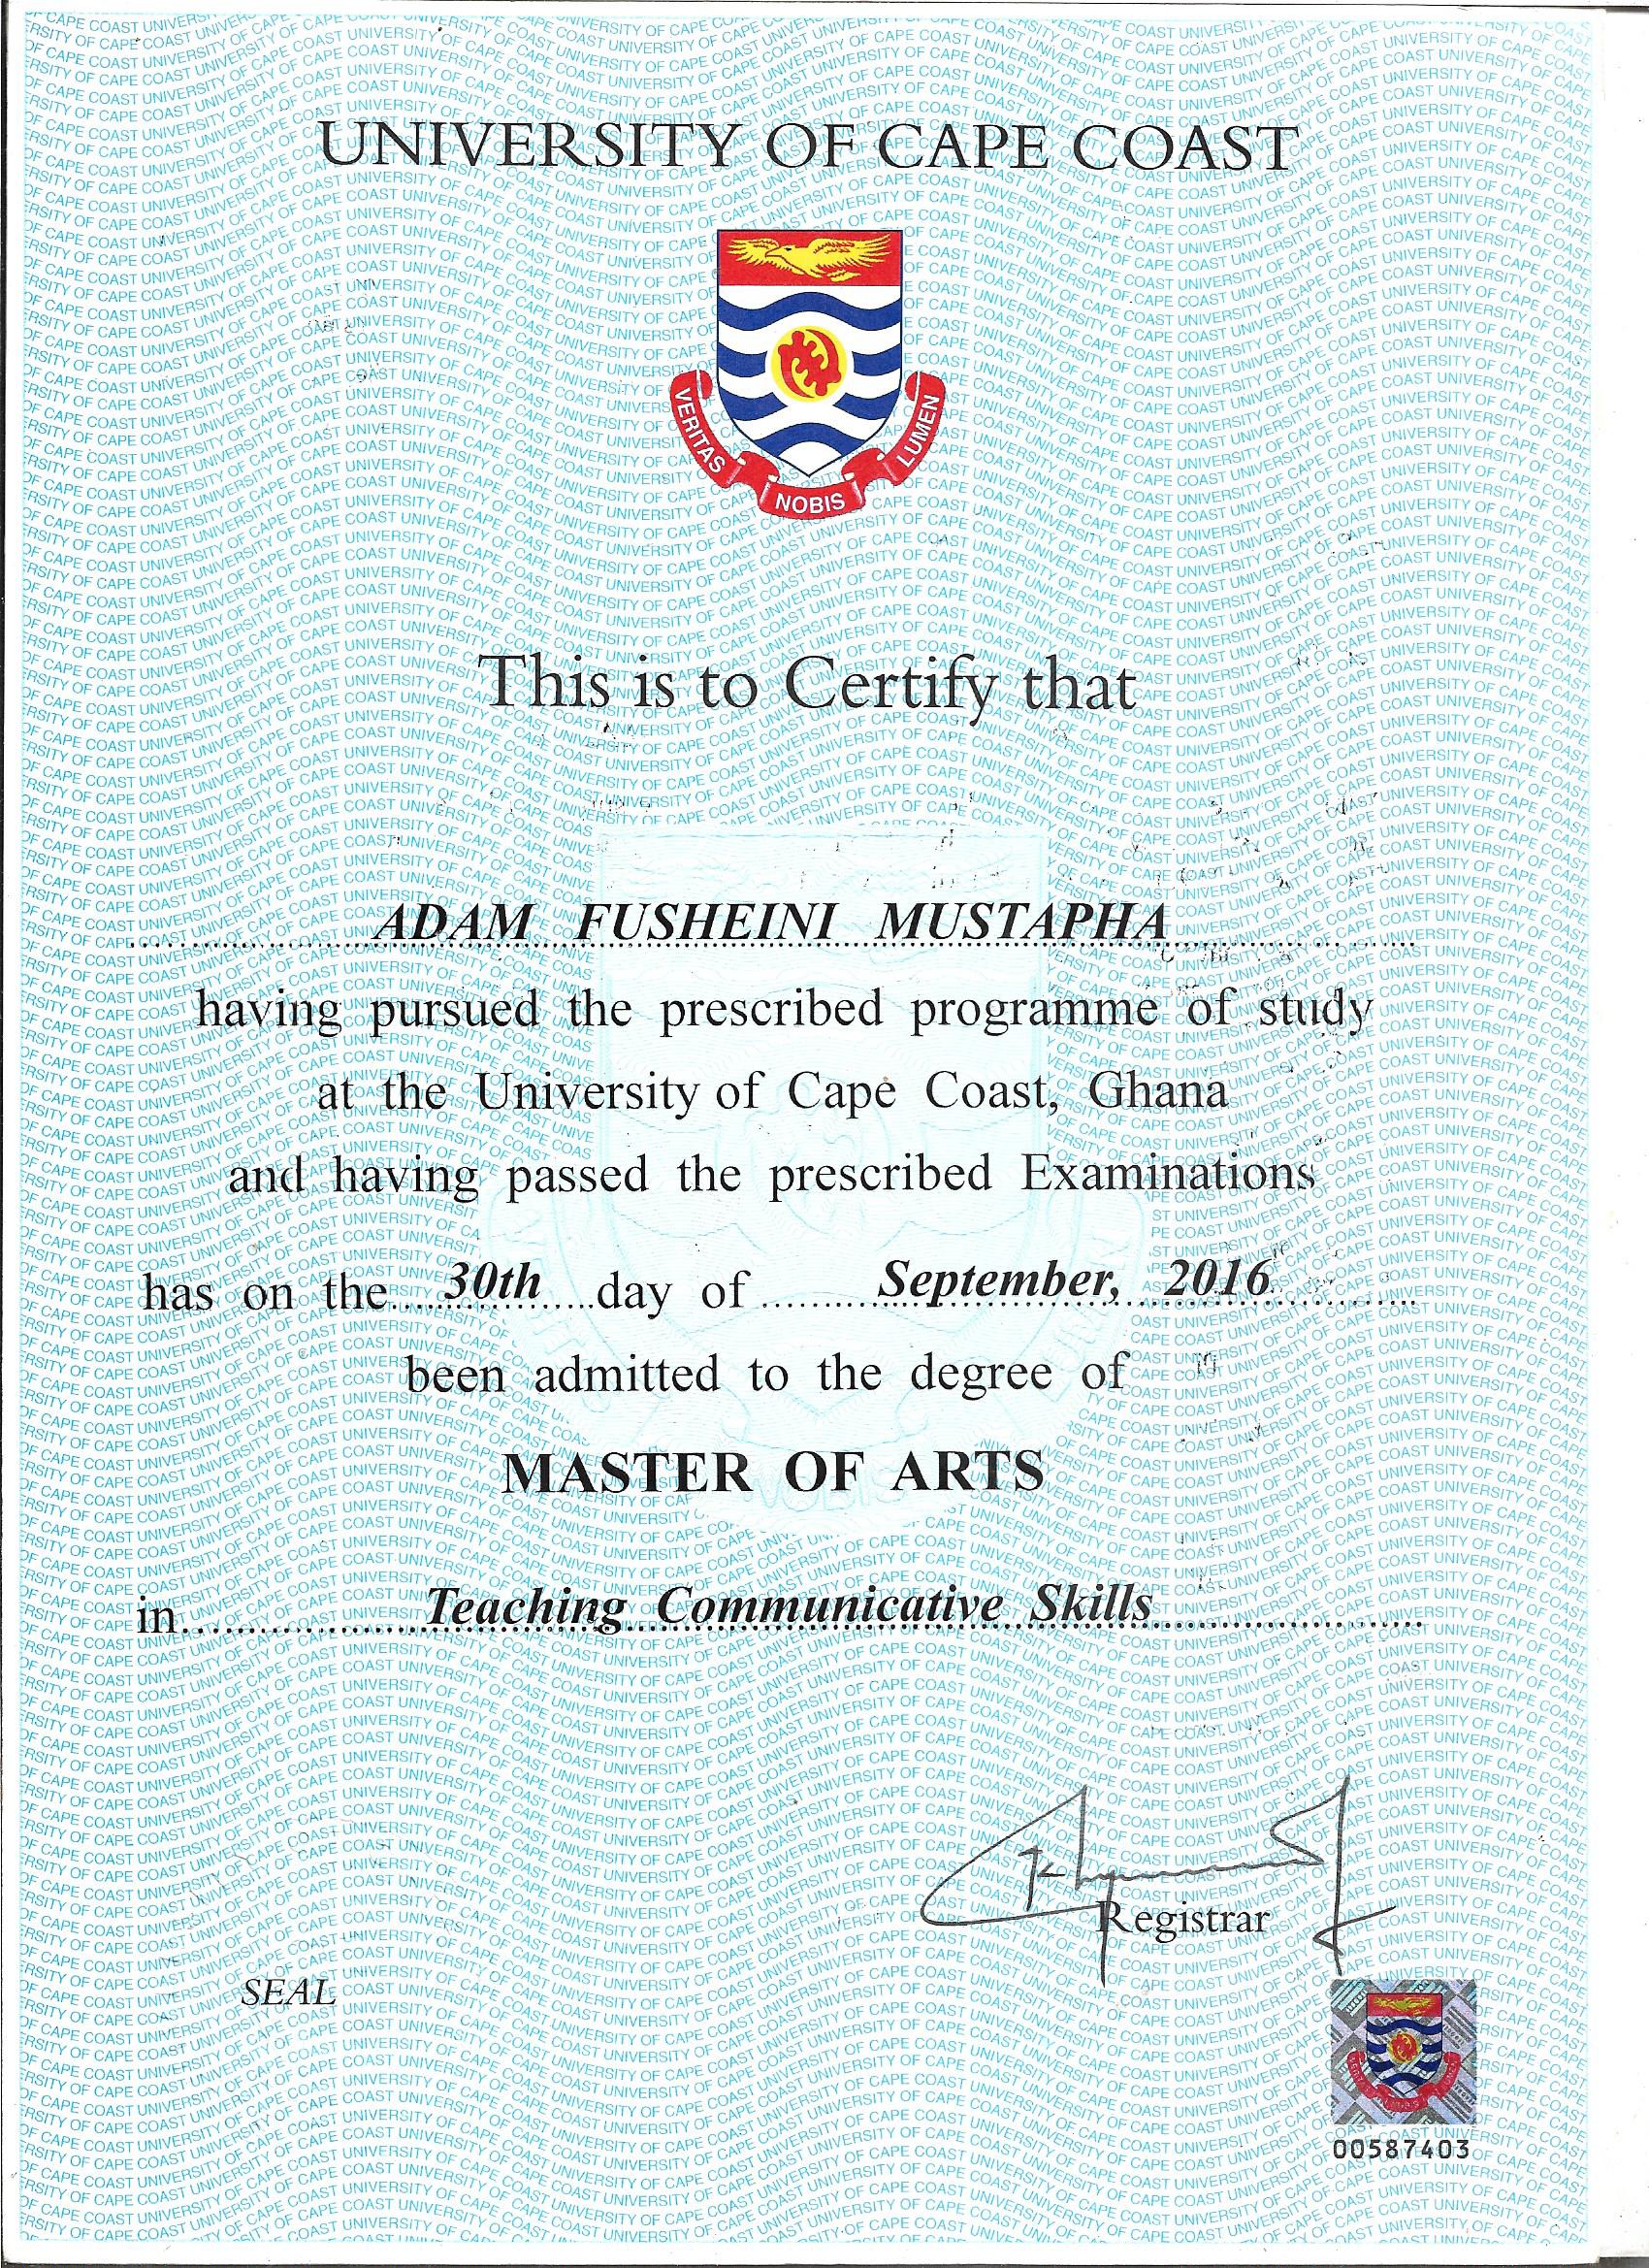 UNIVERSITY OF CAPE COAST
VERITAS NOBIS LUMEN
This is to Certify that
ADAM FUSHEINI MUSTAPHA
having pursued the prescribed programme of study
at the University of Cape Coast, Ghana
and having passed the prescribed Examinations
has on the 30th day of September, 2016
been admitted to the degree of
MASTER OF ARTS
in Teaching Communicative Skills
Registrar
SEAL
00587403